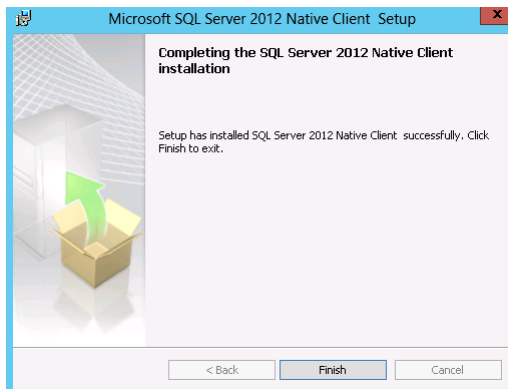 Microsoft SQL Server 2012 Native Client Setup
x
Completing the SQL Server 2012 Native Client
installation
Setup has installed SQL Server 2012 Native Client successfully. Click
Finish to exit.
< Back
Finish
Cancel